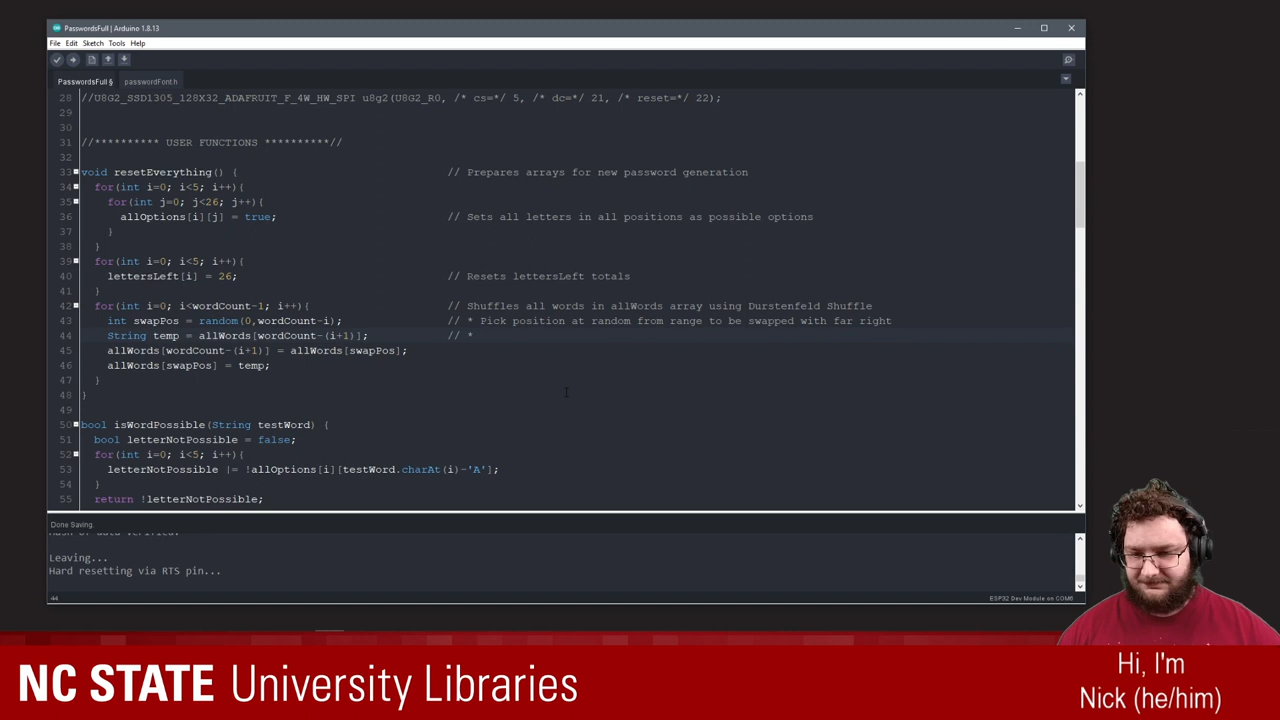 PasswordsFull | Arduino 1.8.13
File Edit Sketch Tools Help
PasswordsFull § passwordFont.h
28 //U8G2_SSD1305_128X32_ADAFRUIT_F_4W_HW_SPI u8g2(U8G2_R0, /* cs=*/ 5, /* dc=*/ 21, /* reset=*/ 22);
29
30
31 //********** USER FUNCTIONS **********//
32
33 void resetEverything() { // Prepares arrays for new password generation
34 for(int i=0; i<5; i++){
35 for(int j=0; j<26; j++){
36 allOptions[i][j] = true; // Sets all letters in all positions as possible options
37 }
38 }
39 for(int i=0; i<5; i++){
40 lettersLeft[i] = 26; // Resets lettersLeft totals
41 }
42 for(int i=0; i<wordCount-1; i++){ // Shuffles all words in allWords array using Durstenfeld Shuffle
43 int swapPos = random(0,wordCount-i); // * Pick position at random from range to be swapped with far right
44 String temp = allWords[wordCount-(i+1)]; // *
45 allWords[wordCount-(i+1)] = allWords[swapPos];
46 allWords[swapPos] = temp;
47 }
48 }
49
50 bool isWordPossible(String testWord) {
51 bool letterNotPossible = false;
52 for(int i=0; i<5; i++){
53 letterNotPossible |= !allOptions[i][testWord.charAt(i)-'A'];
54 }
55 return !letterNotPossible;
Done Saving.
Leaving...
Hard resetting via RTS pin...
44 ESP32 Dev Module on COM6
NC STATE University Libraries
Hi, I'm
Nick (he/him)